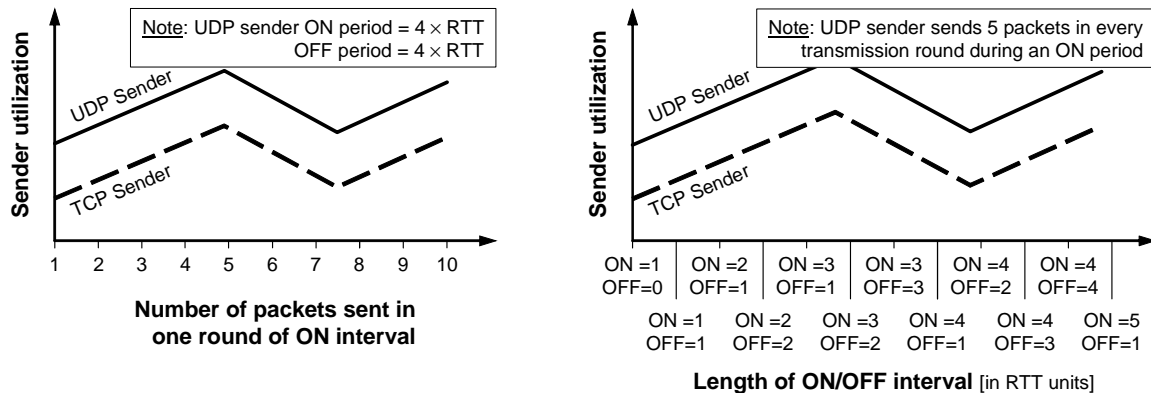 Note: UDP sender ON period = 4 × RTT
OFF period = 4 × RTT
Sender utilization
UDP Sender
TCP Sender
1 2 3 4 5 6 7 8 9 10
Number of packets sent in
one round of ON interval
Note: UDP sender sends 5 packets in every
transmission round during an ON period
Sender utilization
UDP Sender
TCP Sender
ON =1 ON =2 ON =3 ON =3 ON =4 ON =4
OFF=0 OFF=1 OFF=1 OFF=3 OFF=2 OFF=4
ON =1 ON =2 ON =3 ON =4 ON =4 ON =5
OFF=1 OFF=2 OFF=2 OFF=1 OFF=3 OFF=1
Length of ON/OFF interval [in RTT units]